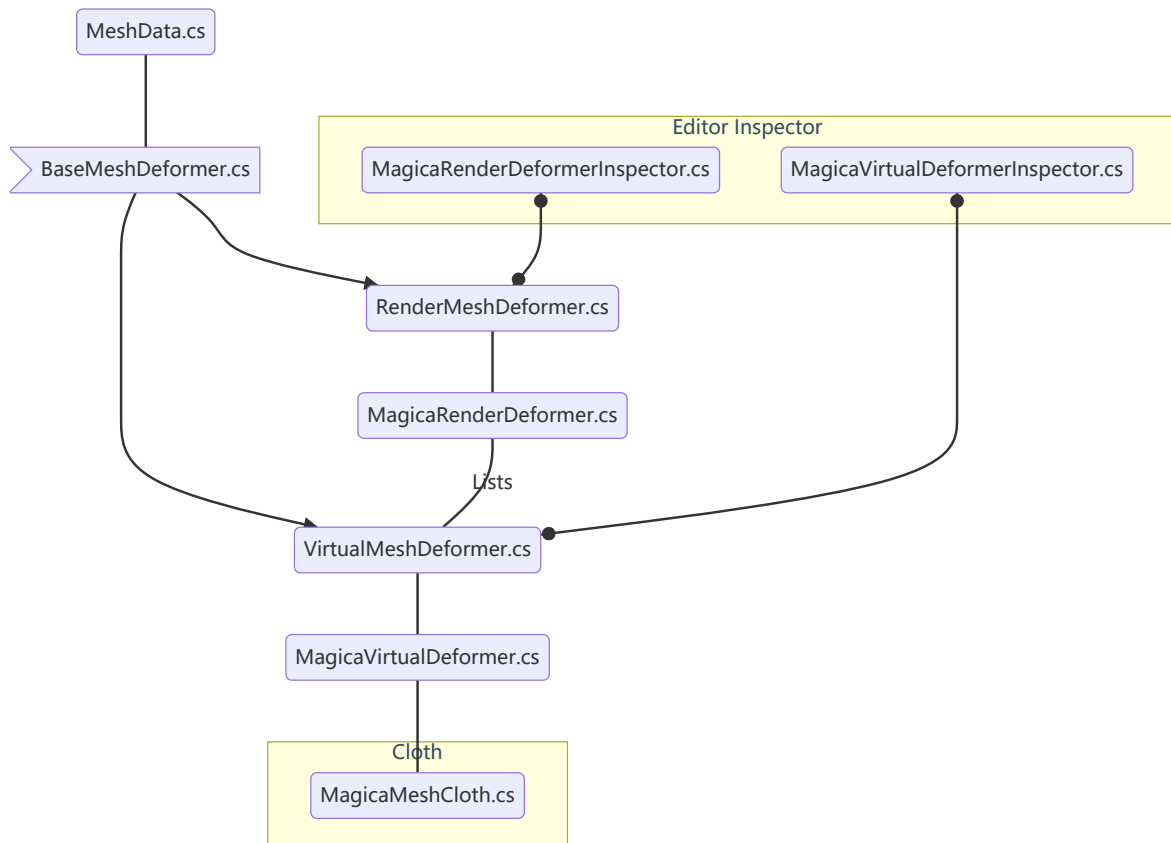 MeshData.cs
Editor Inspector
BaseMeshDeformer.cs
MagicaRenderDeformerInspector.cs
MagicaVirtualDeformerInspector.cs
RenderMeshDeformer.cs
MagicaRenderDeformer.cs
Lists
VirtualMeshDeformer.cs
MagicaVirtualDeformer.cs
Cloth
MagicaMeshCloth.cs